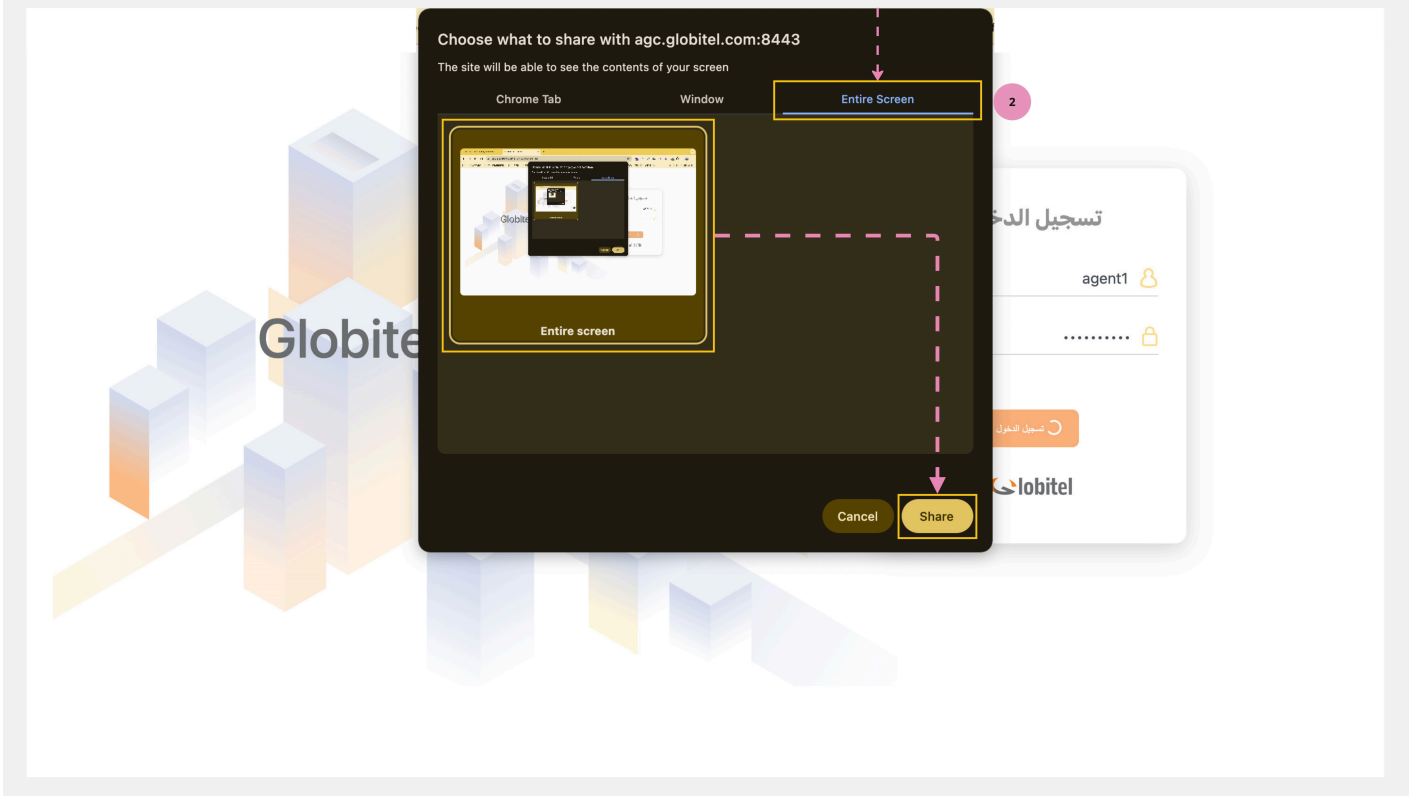 Choose what to share with agc.globitel.com:8443
The site will be able to see the contents of your screen
Chrome Tab
Window
Entire Screen
2
Entire screen
Cancel
Share
Globite
تسجيل الدخ
agent1
تسجيل الدخول
lobitel